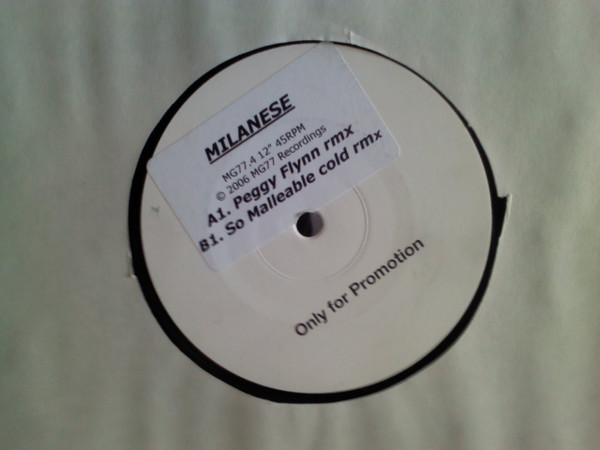 MILANESE
MG77.4 12" 45RPM
© 2006 MG77 Recordings
A1. Peggy Flynn rmx
B1. So Malleable cold rmx
Only for Promotion